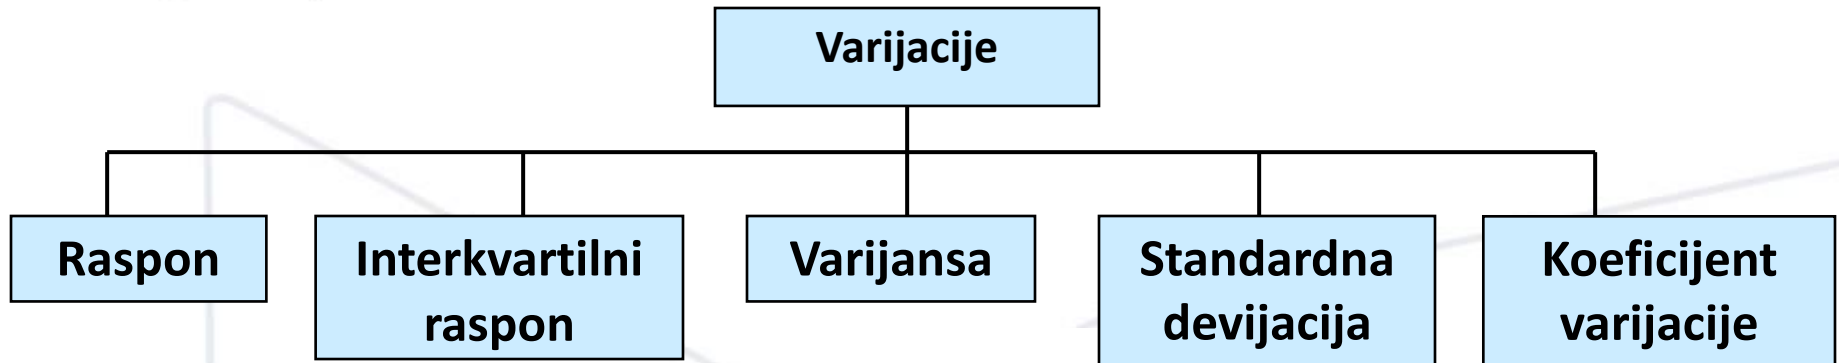 Varijacije
Raspon
Interkvartilni
raspon
Varijansa
Standardna
devijacija
Koeficijent
varijacije